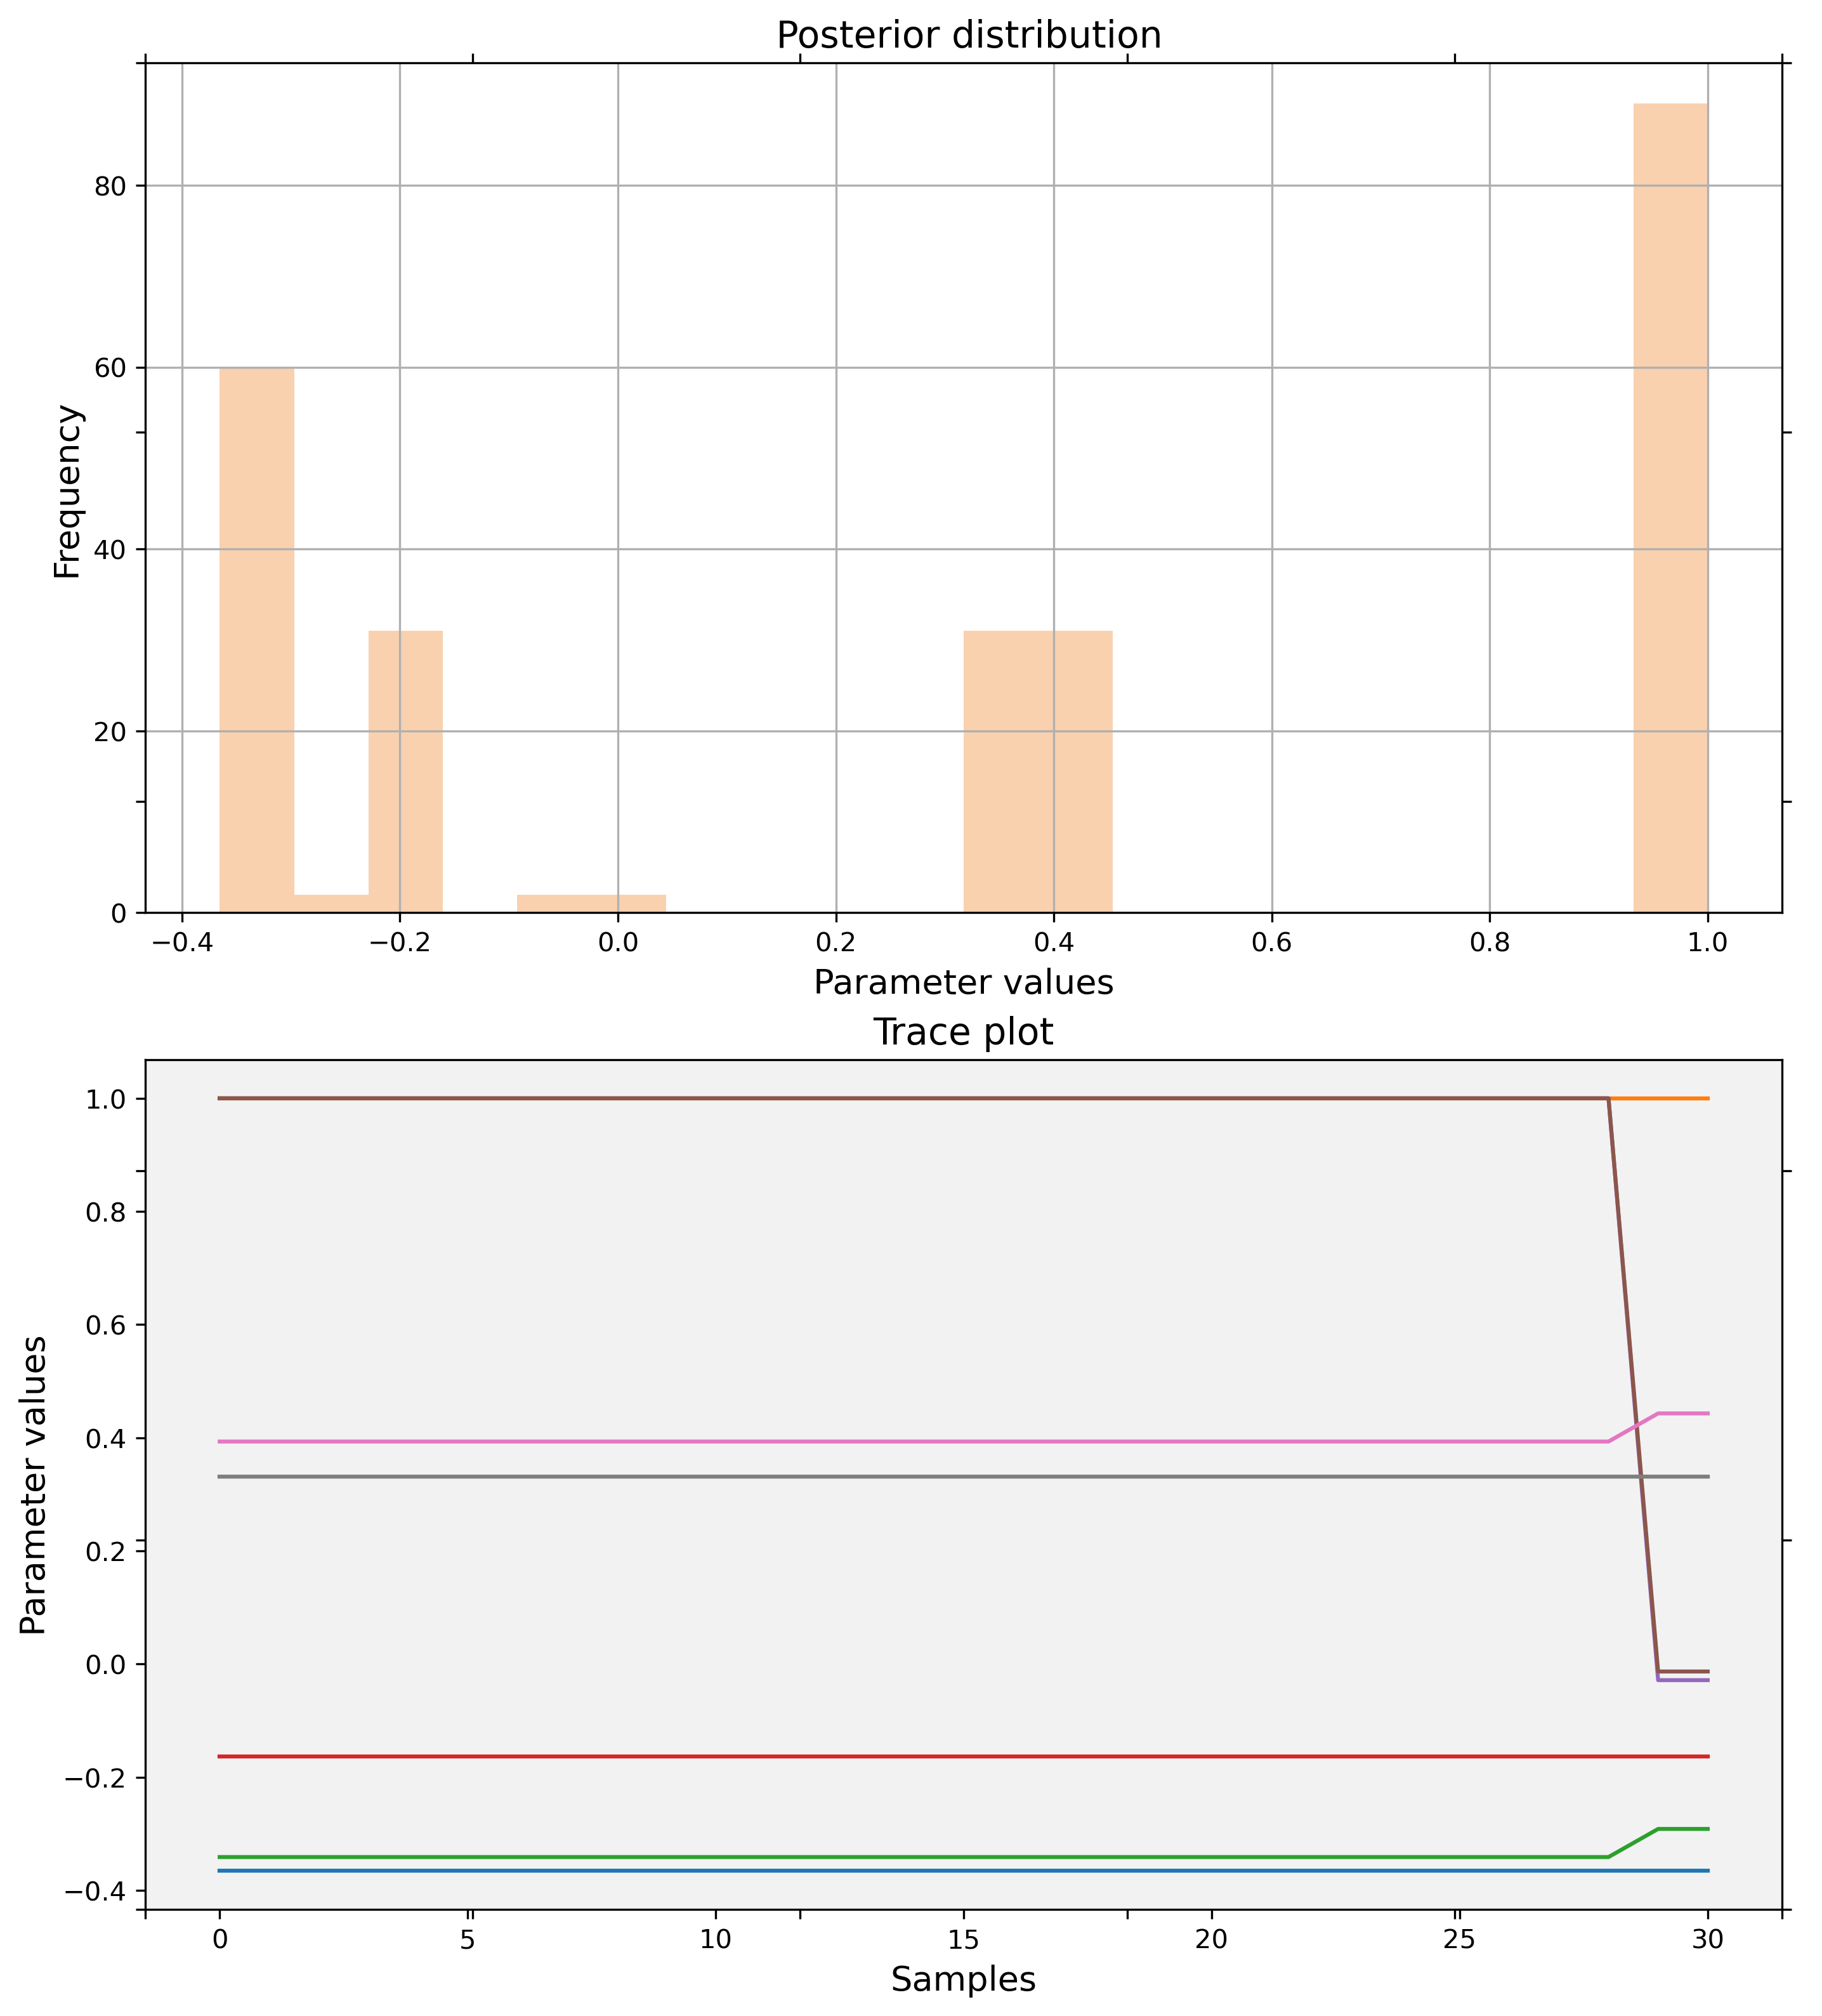 Posterior distribution
80
60
40
20
0
Frequency
−0.4 −0.2 0.0 0.2 0.4 0.6 0.8 1.0
Parameter values
Trace plot
1.0
0.8
0.6
0.4
0.2
0.0
−0.2
−0.4
Parameter values
0 5 10 15 20 25 30
Samples